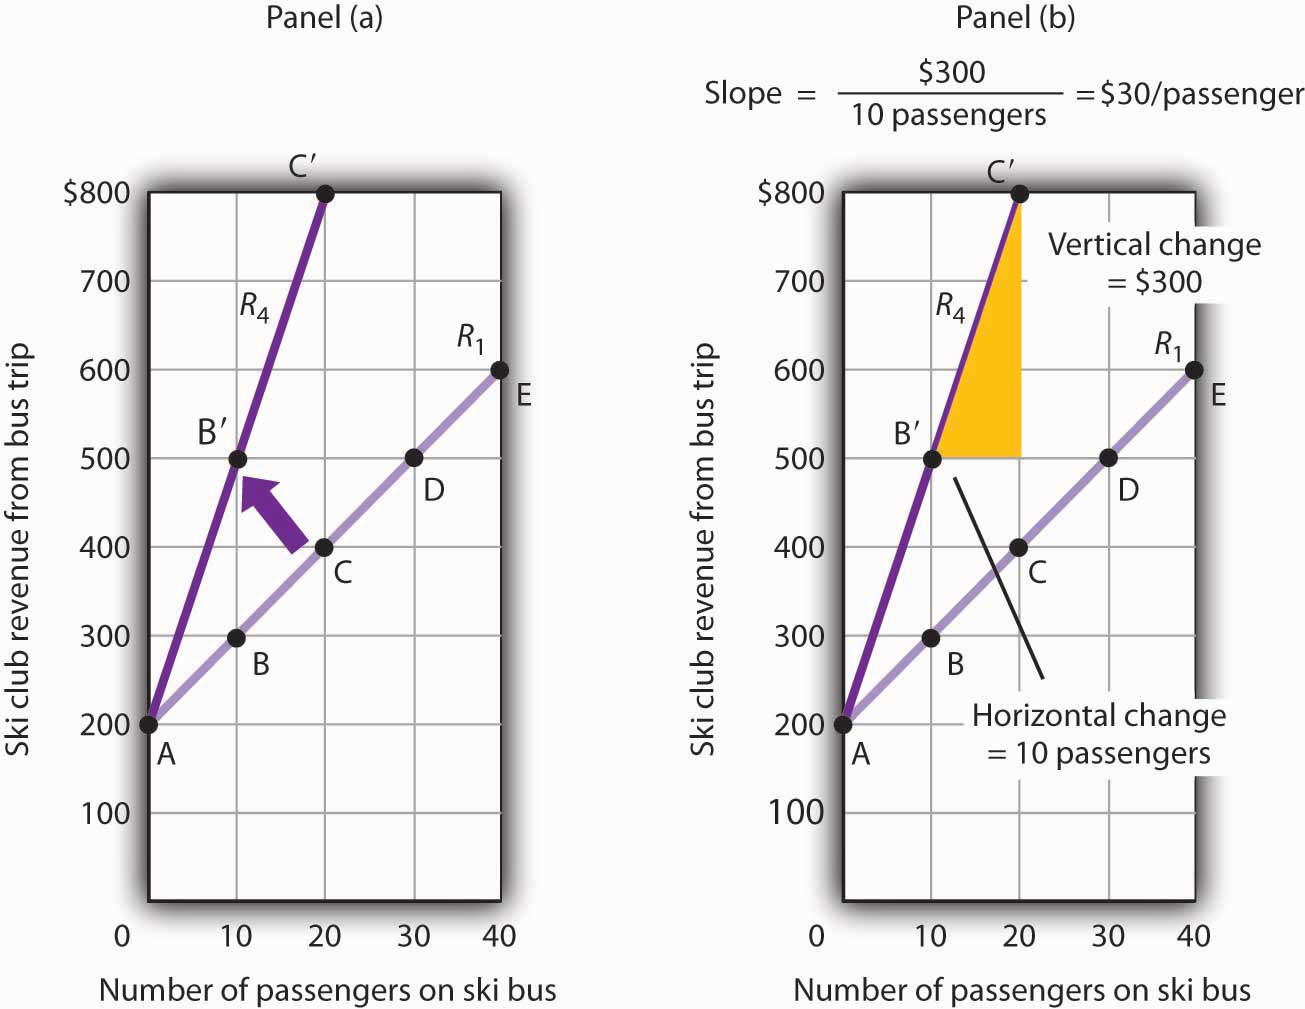 Panel (a)
C′
$800
700
R4
R1
600
E
B′
500
D
400
C
300
B
200
A
100
0
10
20
30
40
Number of passengers on ski bus
Ski club revenue from bus trip
Panel (b)
Slope = $300 / 10 passengers = $30/passenger
C′
$800
Vertical change
= $300
700
R4
R1
600
E
B′
500
D
400
C
300
B
200
Horizontal change
= 10 passengers
A
100
0
10
20
30
40
Number of passengers on ski bus
Ski club revenue from bus trip